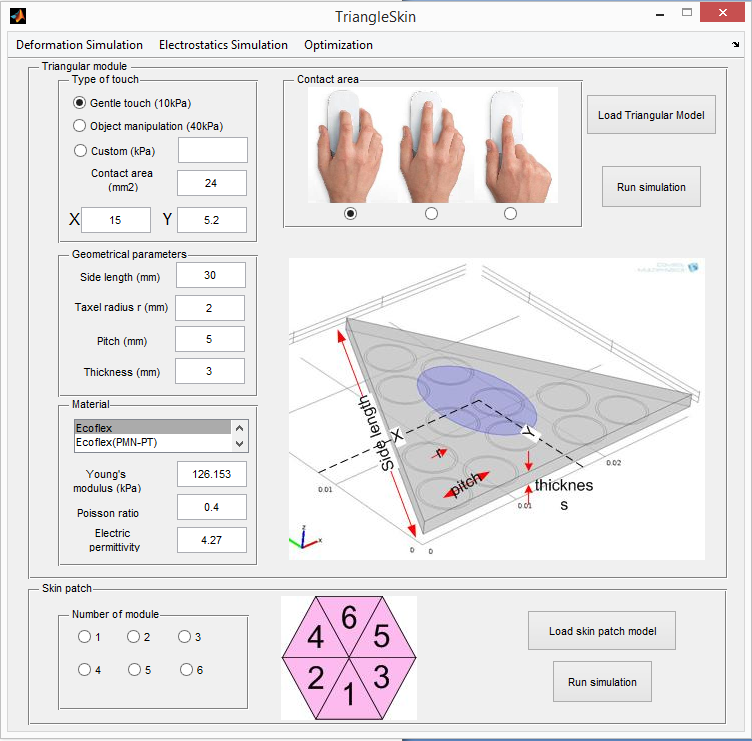 TriangleSkin
Deformation Simulation Electrostatics Simulation Optimization
Triangular module
Type of touch
Gentle touch (10kPa)
Object manipulation (40kPa)
Custom (kPa)
Contact area
(mm2)
24
X 15 Y 5.2
Contact area
Load Triangular Model
Run simulation
Geometrical parameters
Side length (mm) 30
Taxel radius r (mm) 2
Pitch (mm) 5
Thickness (mm) 3
Material
Ecoflex
Ecoflex(PMN-PT)
Young's
modulus (kPa)
126.153
Poisson ratio 0.4
Electric
permittivity
4.27
Side length
X
Y
r
pitch
thicknes
s
0.01
0.02
0.01
0 0
z
x
Skin patch
Number of module
1 2 3
4 5 6
6
4 5
2 3
1
Load skin patch model
Run simulation